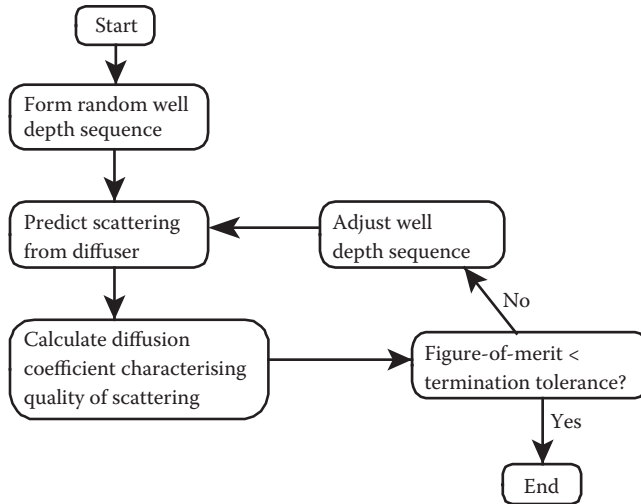 Start
Form random well
depth sequence
Predict scattering
from diffuser
Adjust well
depth sequence
No
Calculate diffusion
coefficient characterising
quality of scattering
Figure-of-merit <
termination tolerance?
Yes
End